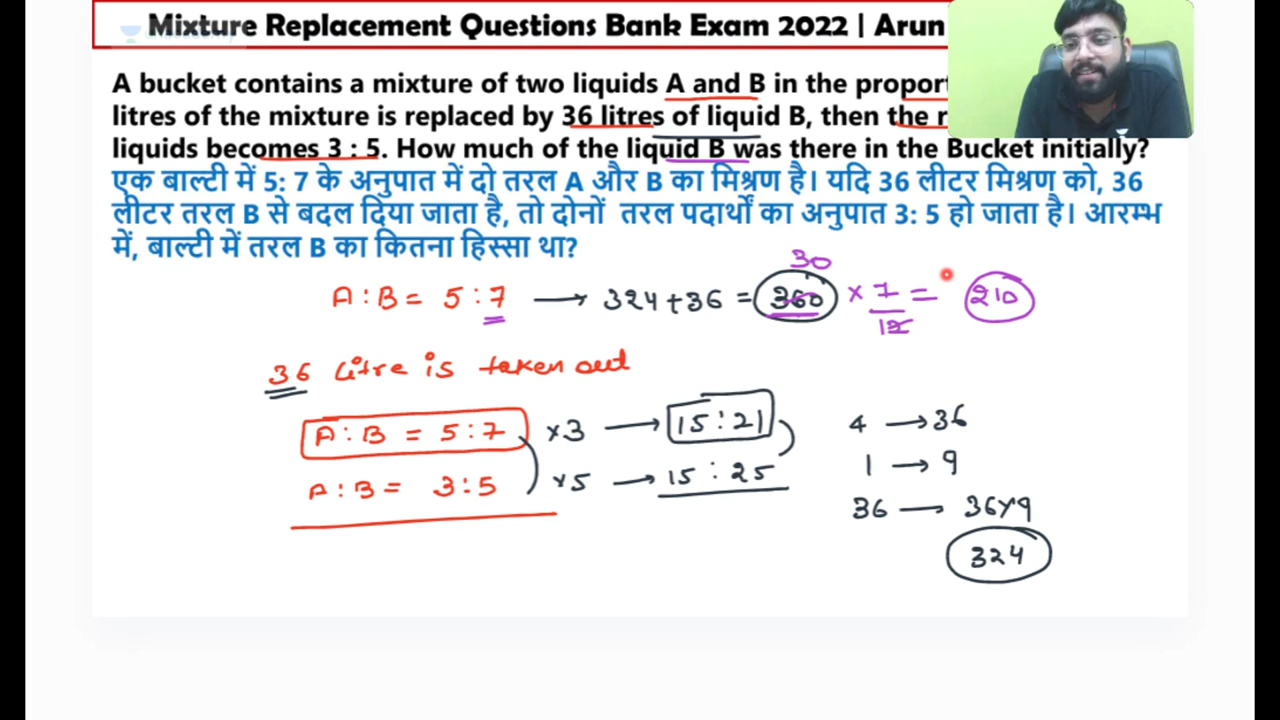 Mixture Replacement Questions Bank Exam 2022 | Arun
A bucket contains a mixture of two liquids A and B in the propor
litres of the mixture is replaced by 36 litres of liquid B, then the r
liquids becomes 3 : 5. How much of the liquid B was there in the Bucket initially?
एक बाल्टी में 5: 7 के अनुपात में दो तरल A और B का मिश्रण है। यदि 36 लीटर मिश्रण को, 36
लीटर तरल B से बदल दिया जाता है, तो दोनों तरल पदार्थों का अनुपात 3: 5 हो जाता है। आरम्भ
में, बाल्टी में तरल B का कितना हिस्सा था?
30
A : B = 5 : 7 → 324 + 36 = 360 × 7/12 = 210
36 Litre is taken out
A : B = 5 : 7 ×3 → 15 : 21
A : B = 3 : 5 ×5 → 15 : 25
4 → 36
1 → 9
36 → 36×9
324